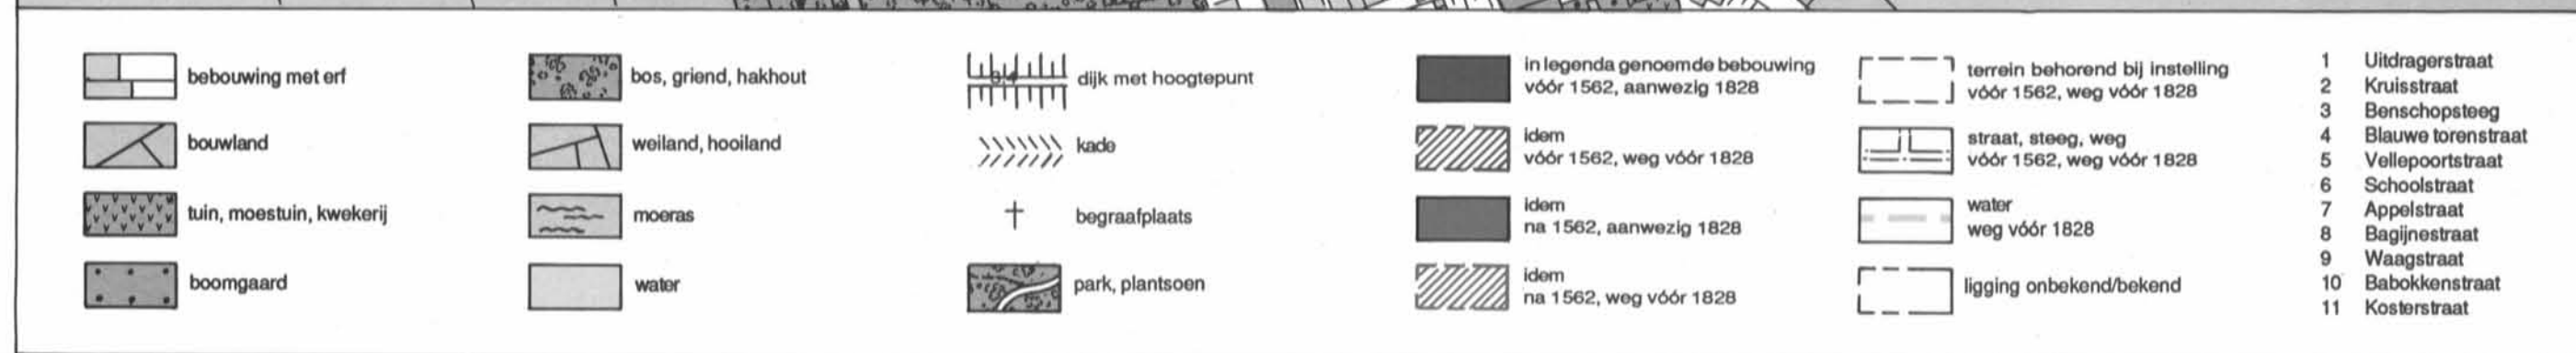 bebouwing met erf
bouwland
tuin, moestuin, kwekerij
boomgaard
bos, griend, hakhout
weiland, hooiland
moeras
water
dijk met hoogtepunt
kade
begraafplaats
park, plantsoen
in legenda genoemde bebouwing
vóór 1562, aanwezig 1828
idem
vóór 1562, weg vóór 1828
idem
na 1562, aanwezig 1828
idem
na 1562, weg vóór 1828
terrein behorend bij instelling
vóór 1562, weg vóór 1828
straat, steeg, weg
vóór 1562, weg vóór 1828
water
weg vóór 1828
ligging onbekend/bekend
1 Uitdragerstraat
2 Kruisstraat
3 Benschopsteeg
4 Blauwe torenstraat
5 Vellepoortstraat
6 Schoolstraat
7 Appelstraat
8 Bagijnestraat
9 Waagstraat
10 Babokkenstraat
11 Kosterstraat